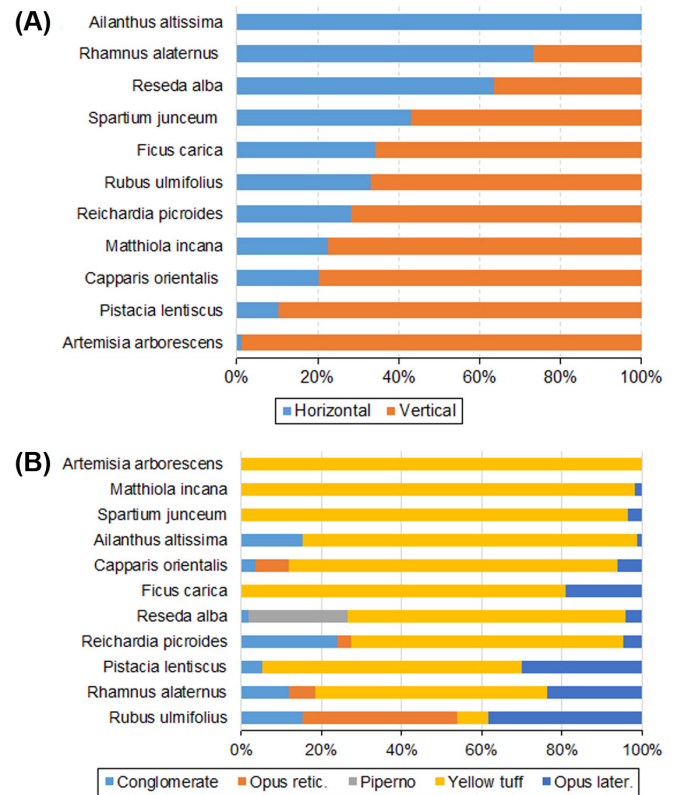 (A)
Ailanthus altissima
Rhamnus alaternus
Reseda alba
Spartium junceum
Ficus carica
Rubus ulmifolius
Reichardia picroides
Matthiola incana
Capparis orientalis
Pistacia lentiscus
Artemisia arborescens
0% 20% 40% 60% 80% 100%
Horizontal Vertical
(B)
Artemisia arborescens
Matthiola incana
Spartium junceum
Ailanthus altissima
Capparis orientalis
Ficus carica
Reseda alba
Reichardia picroides
Pistacia lentiscus
Rhamnus alaternus
Rubus ulmifolius
0% 20% 40% 60% 80% 100%
Conglomerate Opus retic. Piperno Yellow tuff Opus later.